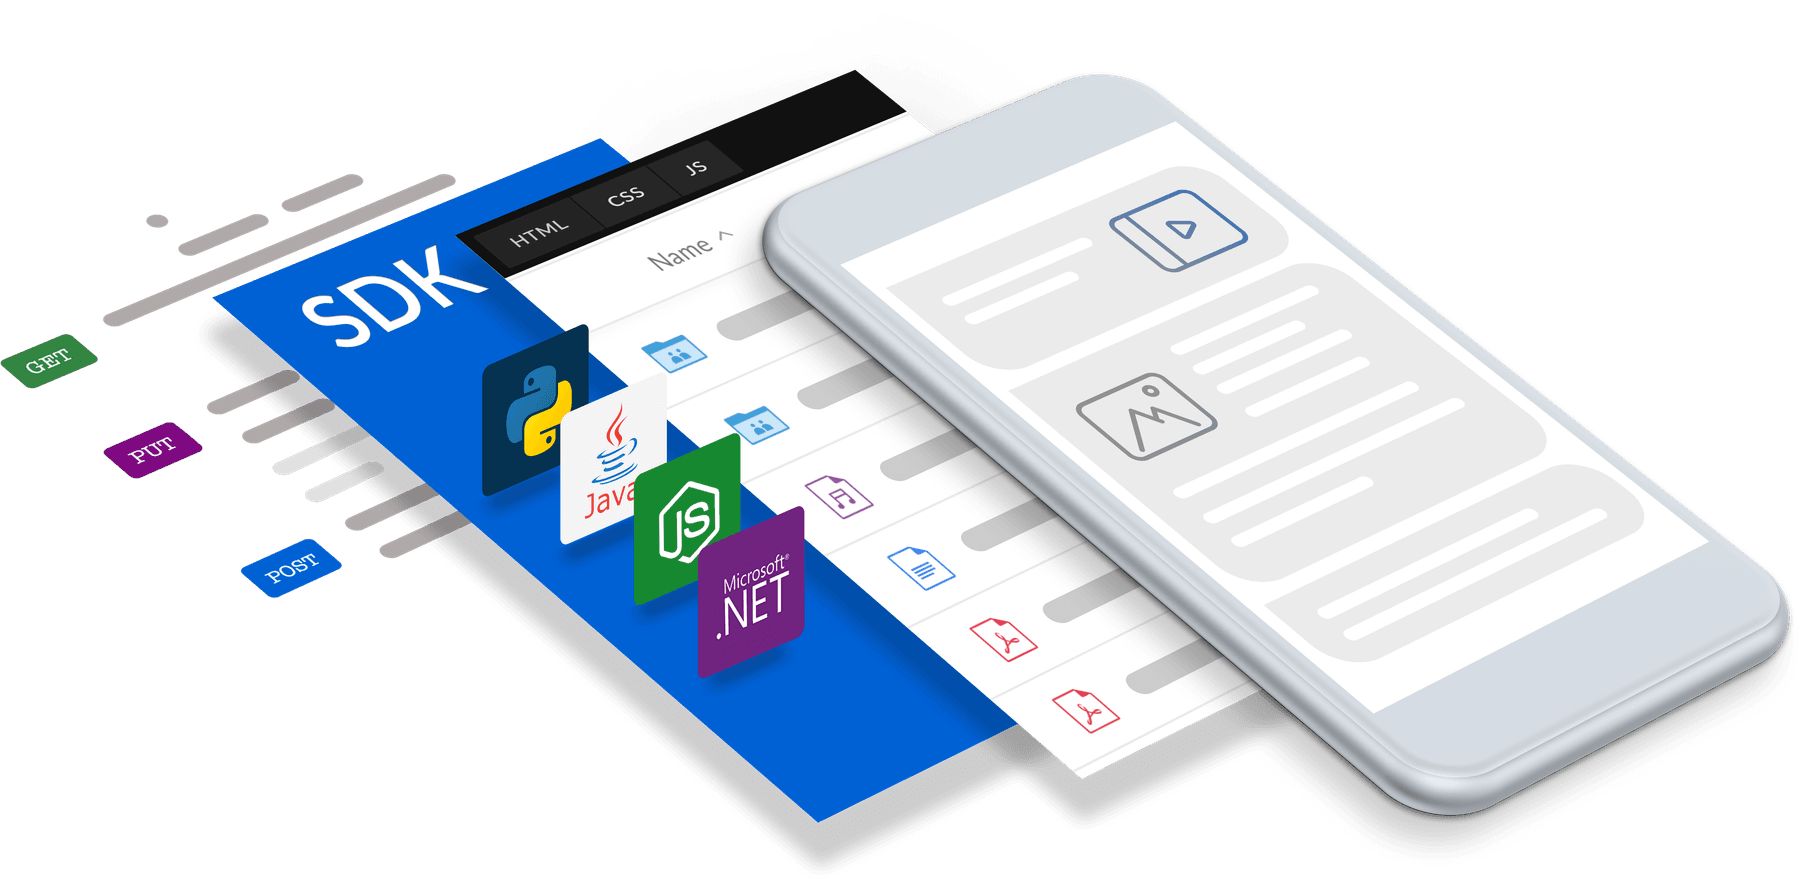 GET
PUT
POST
SDK
Java
JS
Microsoft®
.NET
HTML
CSS
JS
Name